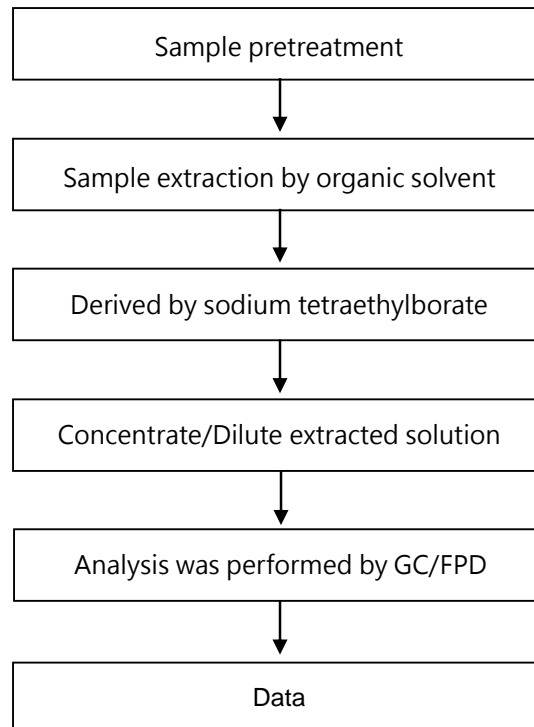 Sample pretreatment
Sample extraction by organic solvent
Derived by sodium tetraethylborate
Concentrate/Dilute extracted solution
Analysis was performed by GC/FPD
Data